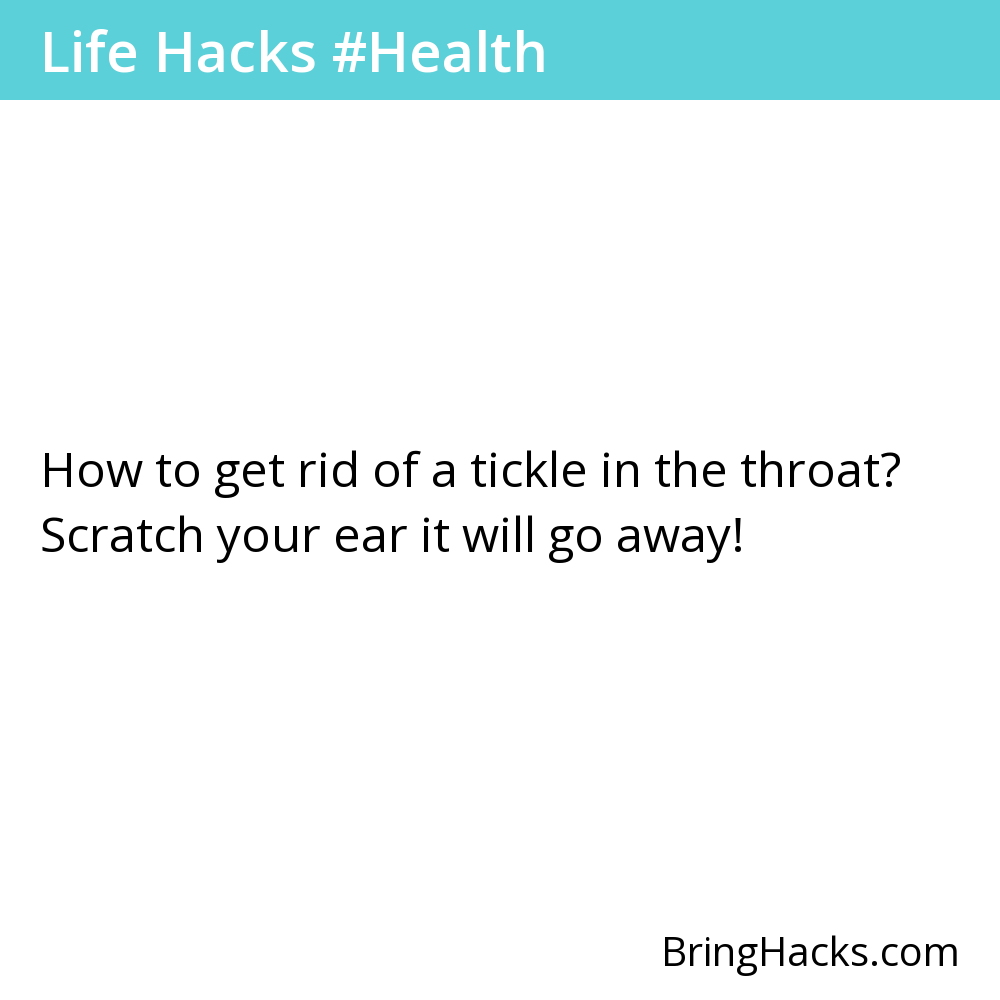 Life Hacks #Health
How to get rid of a tickle in the throat?
Scratch your ear it will go away!
BringHacks.com